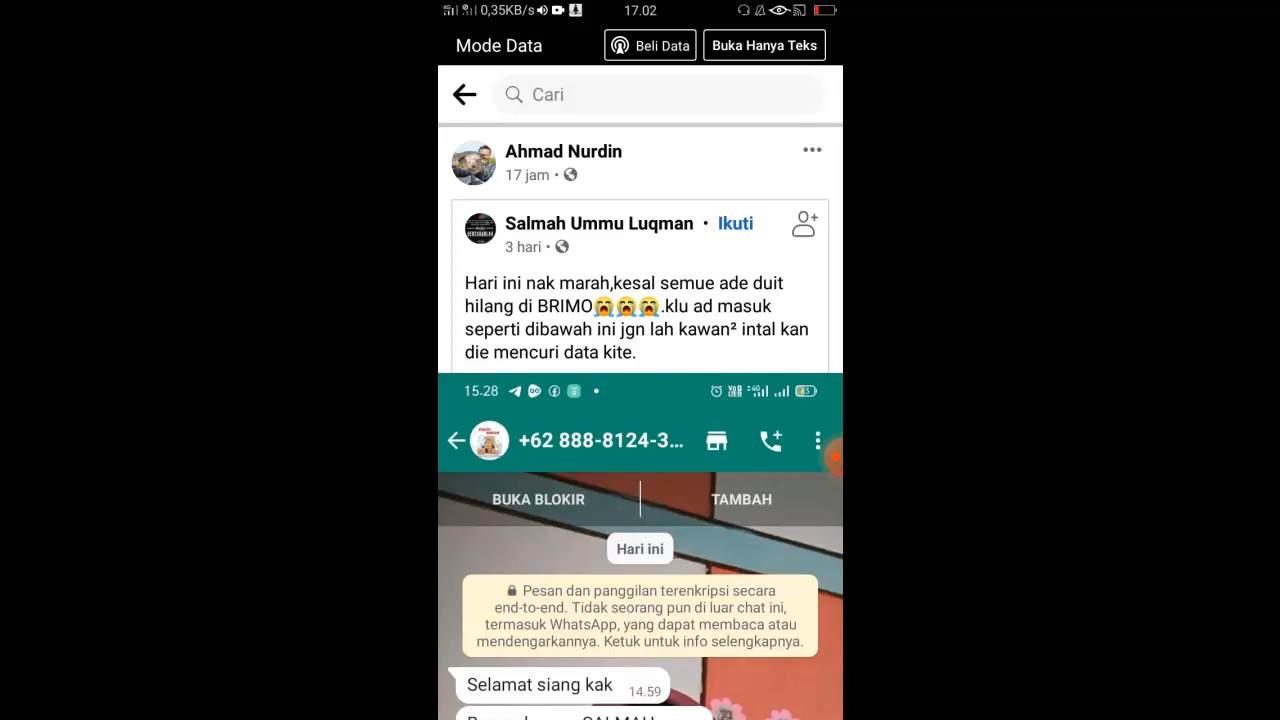 0,35KB/s
17.02
Mode Data
Beli Data
Buka Hanya Teks
Cari
Ahmad Nurdin
17 jam •
Salmah Ummu Luqman • Ikuti
3 hari •
Hari ini nak marah,kesal semue ade duit
hilang di BRIMO😭😭😭.klu ad masuk
seperti dibawah ini jgn lah kawan² intal kan
die mencuri data kite.
15.28
+62 888-8124-3...
BUKA BLOKIR
TAMBAH
Hari ini
Pesan dan panggilan terenkripsi secara
end-to-end. Tidak seorang pun di luar chat ini,
termasuk WhatsApp, yang dapat membaca atau
mendengarkannya. Ketuk untuk info selengkapnya.
Selamat siang kak 14.59